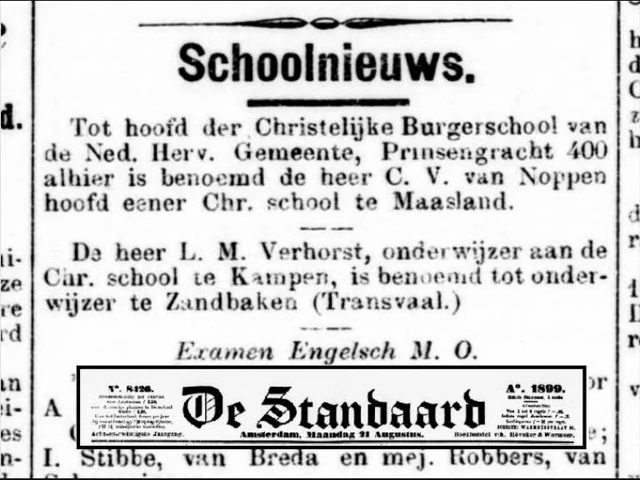 Schoolnieuws.
Tot hoofd der Christelijke Burgerschool van
de Ned. Herv. Gemeente, Prinsengracht 400
alhier is benoemd de heer C. V. van Noppen
hoofd eener Chr. school te Maasland.
De heer L. M. Verhorst, onderwijzer aan de
Chr. school te Kampen, is benoemd tot onder-
wijzer te Zandbaken (Transvaal.)
Examen Engelsch M. O.
No. 8426.
De Standaard
Ao. 1899.
Amsterdam, Maandag 21 Augustus.
A
I. Stibbe, van Breda en mej. Robbers, van